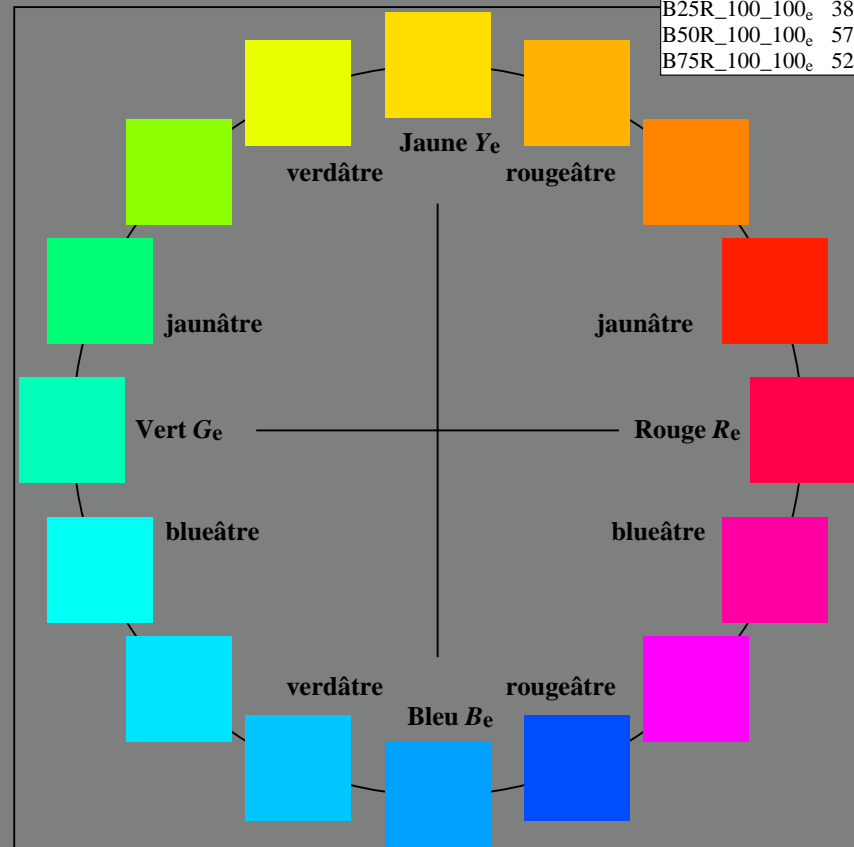 B25R_100_100e 38
B50R_100_100e 57
B75R_100_100e 52
Jaune Ye
verdâtre rougeâtre
jaunâtre jaunâtre
Vert Ge Rouge Re
blueâtre blueâtre
verdâtre rougeâtre
Bleu Be